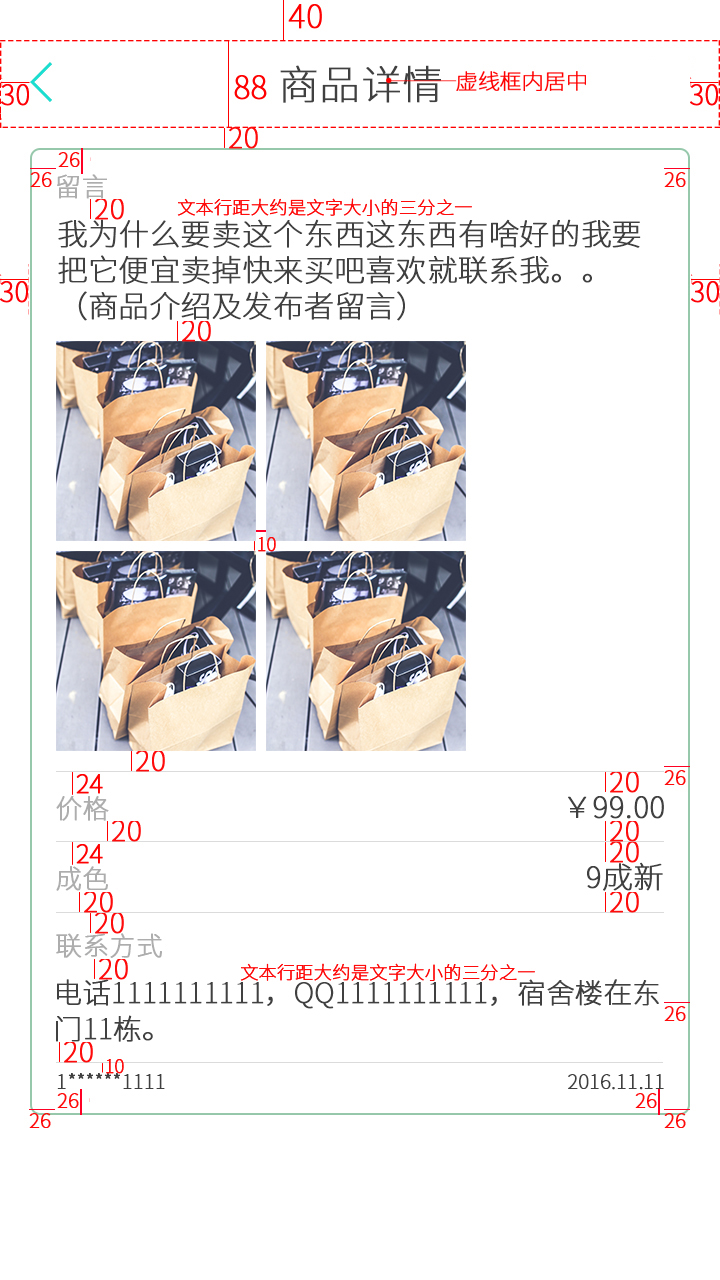 40
30
88
商品详情
虚线框内居中
30
20
26
26
26
留言
20
文本行距大约是文字大小的三分之一
我为什么要卖这个东西这东西有啥好的我要
把它便宜卖掉快来买吧喜欢就联系我。。
（商品介绍及发布者留言）
30
30
20
10
20
26
24
20
价格
￥99.00
20
20
24
20
成色
9成新
20
20
20
联系方式
20
文本行距大约是文字大小的三分之一
电话1111111111，QQ1111111111，宿舍楼在东
门11栋。
26
20
10
1******1111
2016.11.11
26
26
26
26